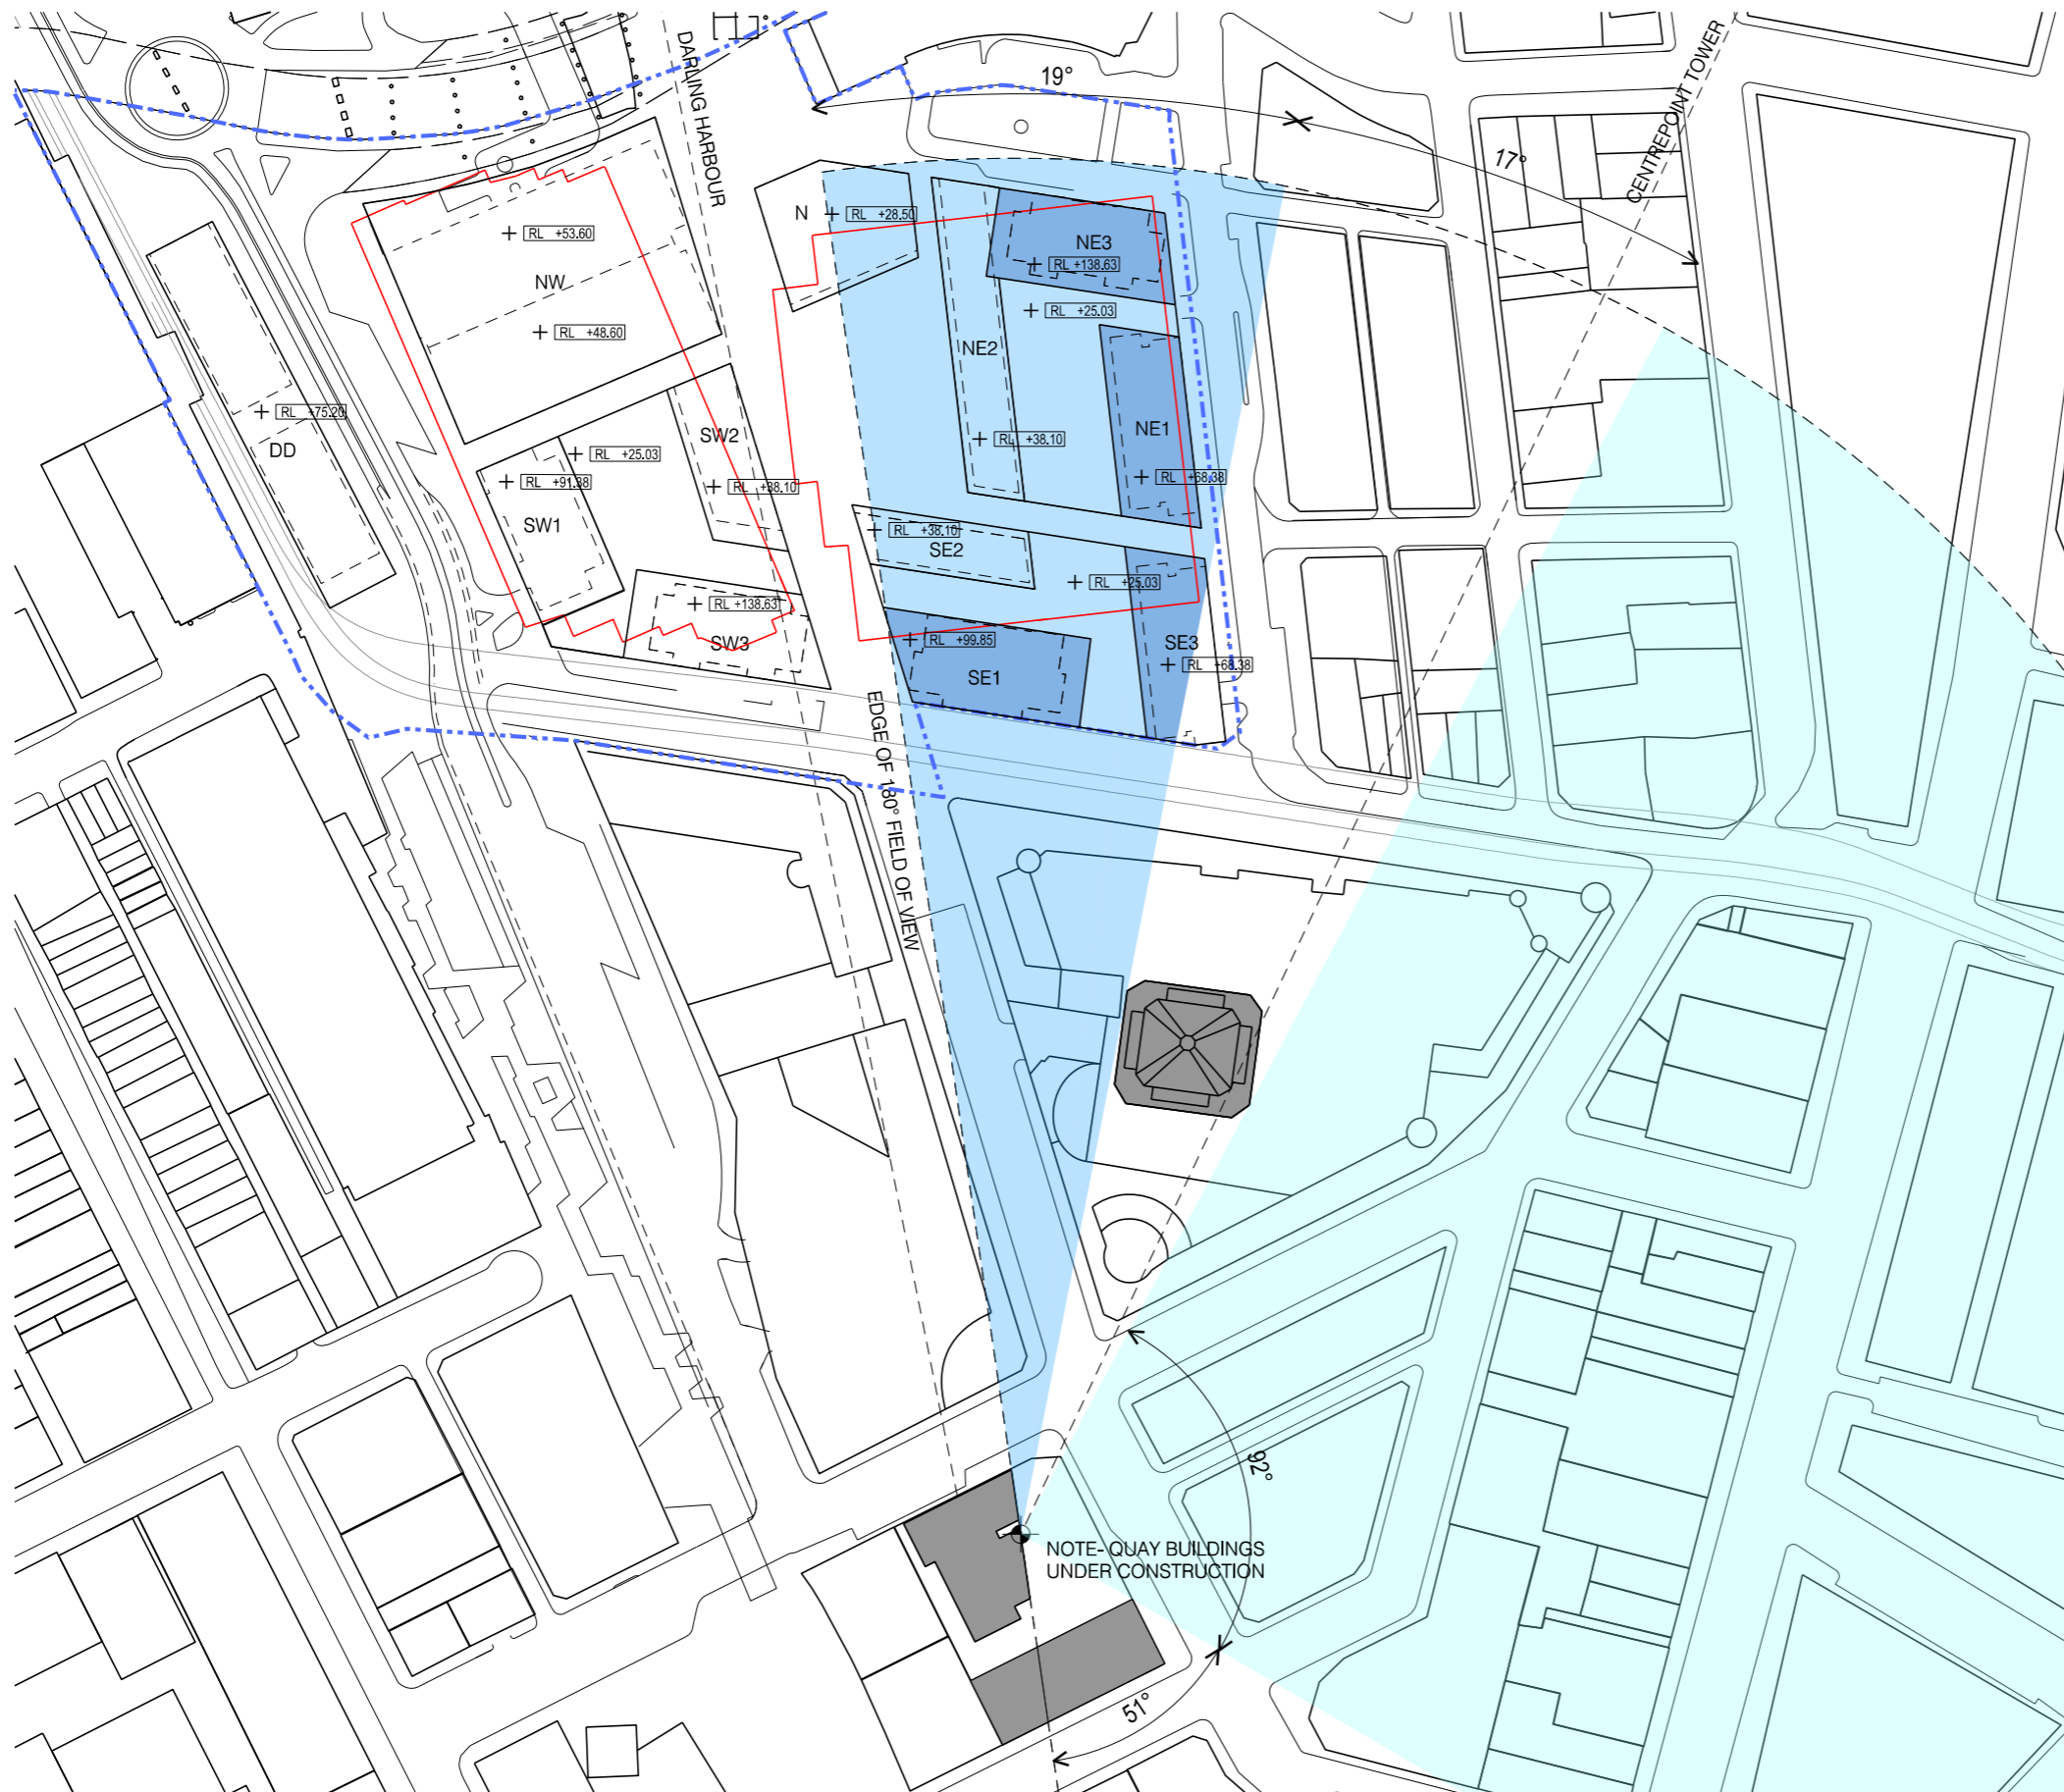 DARLING HARBOUR
19°
17°
CENTREPOINT TOWER
N
RL +28.50
RL +53.60
NW
RL +48.60
NE3
RL +138.63
RL +25.03
NE2
NE1
RL +38.10
RL +68.38
RL +75.20
DD
SW2
RL +25.03
RL +91.38
RL +38.10
SW1
RL +38.10
SE2
RL +25.03
RL +138.63
SW3
RL +99.85
SE1
SE3
RL +68.38
EDGE OF 180° FIELD OF VIEW
92°
NOTE- QUAY BUILDINGS
UNDER CONSTRUCTION
51°